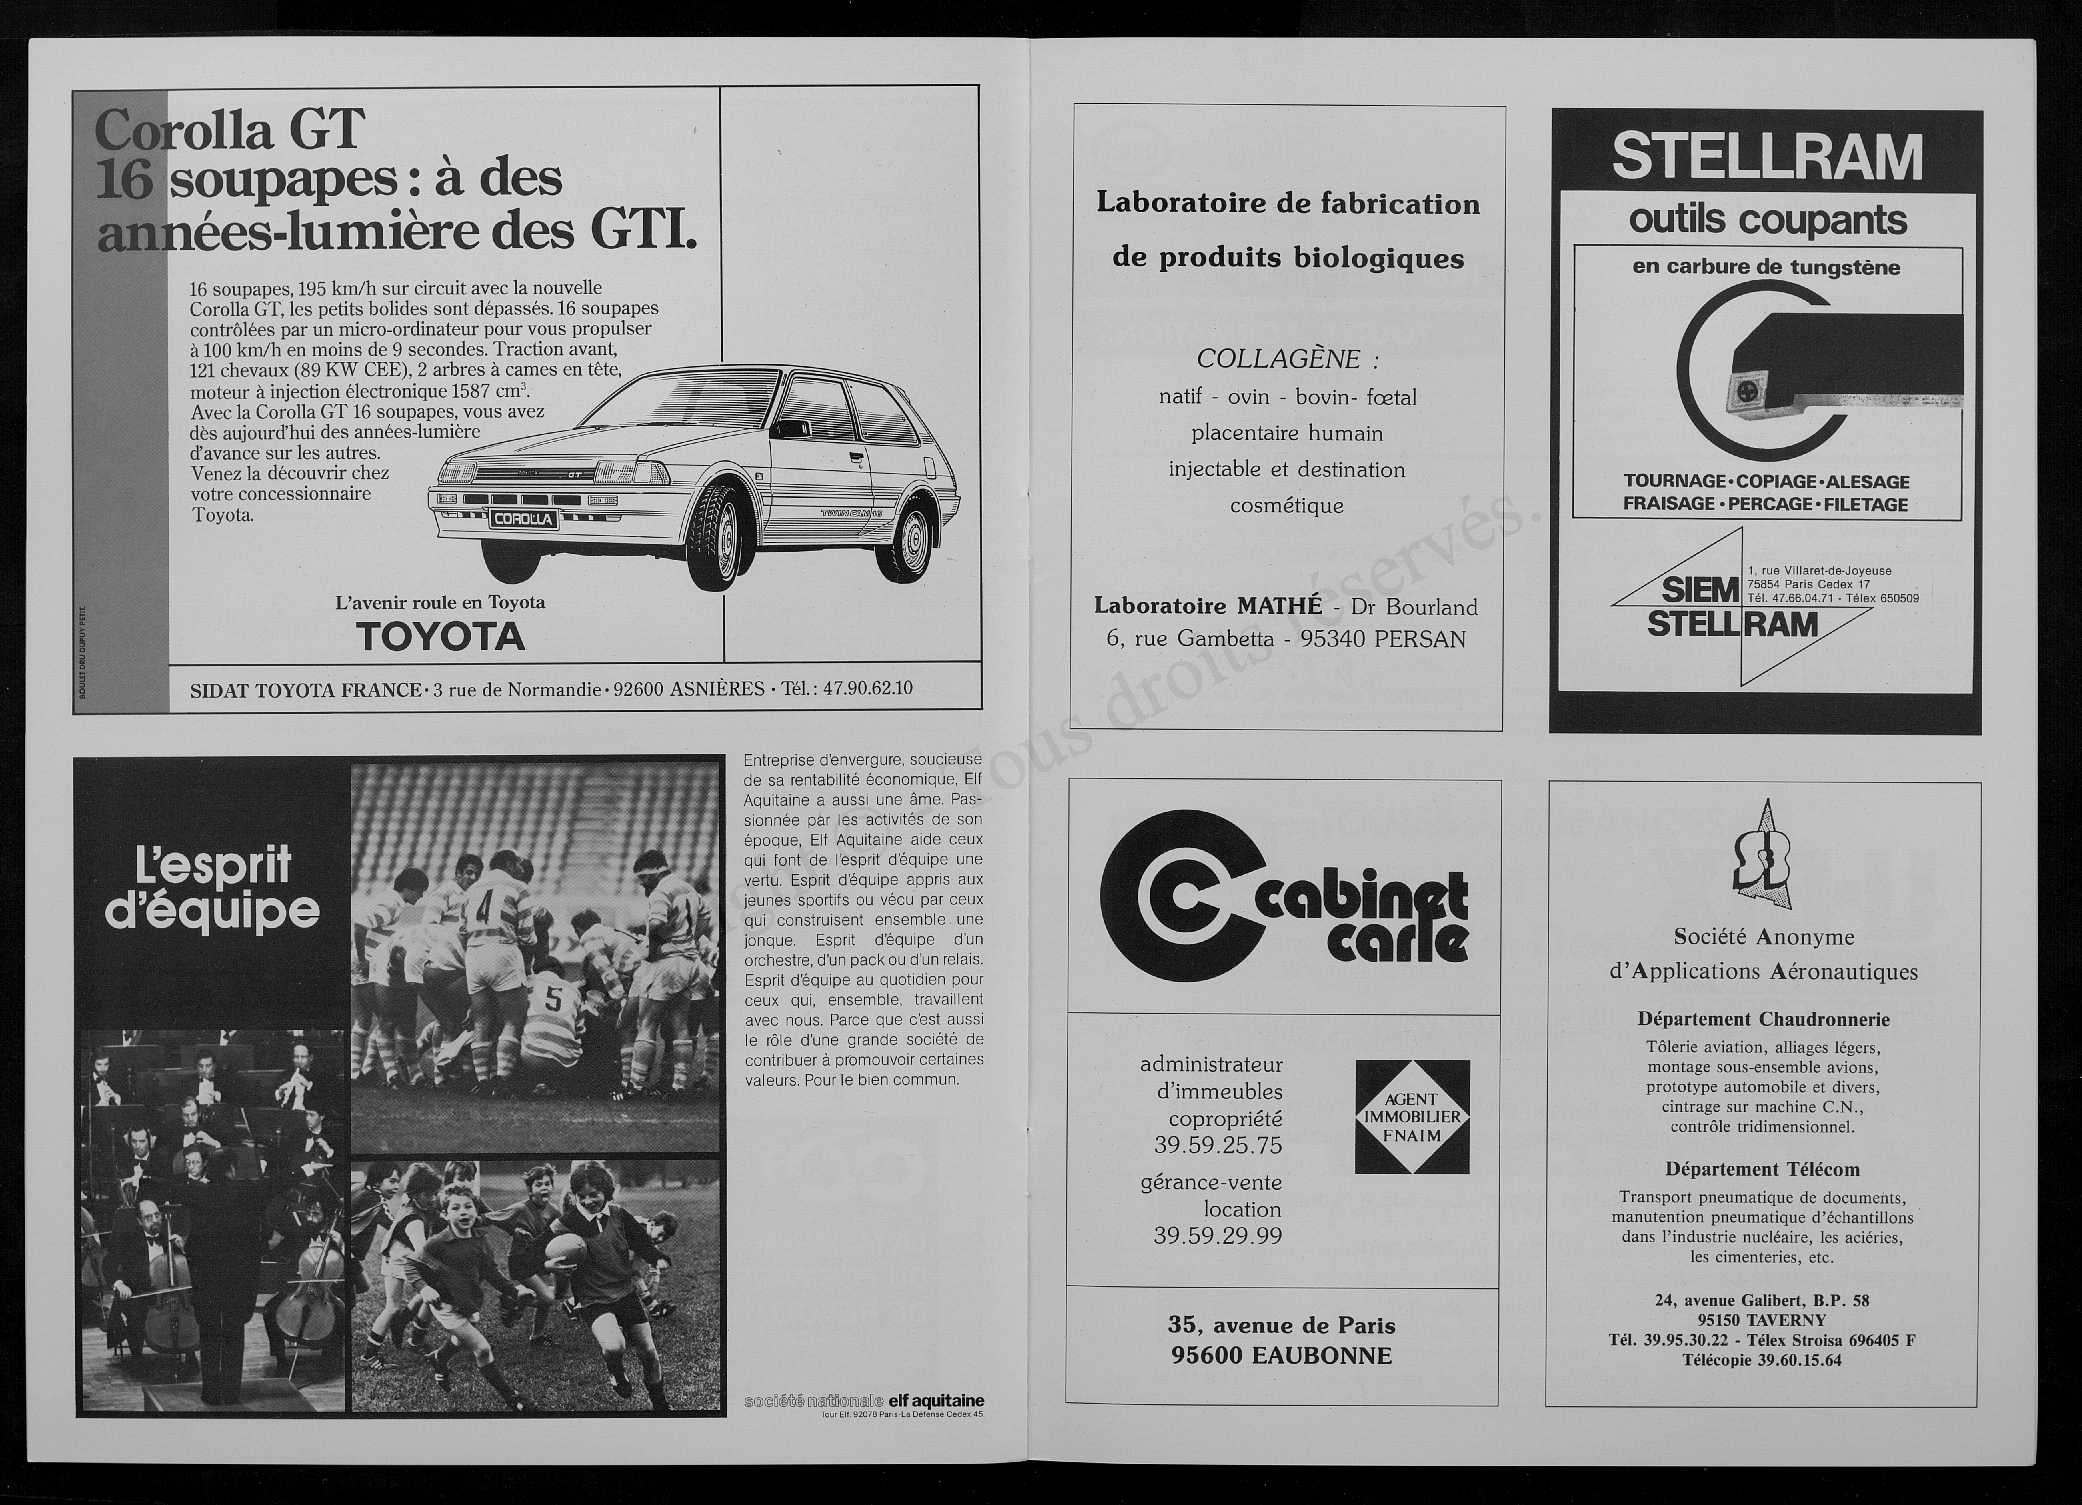 Corolla GT
16 soupapes : à des
années-lumière des GTI.
16 soupapes, 195 km/h sur circuit avec la nouvelle
Corolla GT, les petits bolides sont dépassés. 16 soupapes
contrôlées par un micro-ordinateur pour vous propulser
à 100 km/h en moins de 9 secondes. Traction avant,
121 chevaux (89 KW CEE), 2 arbres à cames en tête,
moteur à injection électronique 1587 cm³.
Avec la Corolla GT 16 soupapes, vous avez
dès aujourd'hui des années-lumière
d'avance sur les autres.
Venez la découvrir chez
votre concessionnaire
Toyota.
GT
COROLLA
TWIN CAM 16
L'avenir roule en Toyota
TOYOTA
BOULET DRU DUPUY PETIT.
SIDAT TOYOTA FRANCE • 3 rue de Normandie • 92600 ASNIÈRES • Tél. : 47.90.62.10
L'esprit
d'équipe
4
1
5
Entreprise d'envergure, soucieuse
de sa rentabilité économique, Elf
Aquitaine a aussi une âme. Pas-
sionnée par les activités de son
époque, Elf Aquitaine aide ceux
qui font de l'esprit d'équipe une
vertu. Esprit d'équipe appris aux
jeunes sportifs ou vécu par ceux
qui construisent ensemble une
jonque. Esprit d'équipe d'un
orchestre, d'un pack ou d'un relais.
Esprit d'équipe au quotidien pour
ceux qui, ensemble, travaillent
avec nous. Parce que c'est aussi
le rôle d'une grande société de
contribuer à promouvoir certaines
valeurs. Pour le bien commun.
société nationale elf aquitaine
Tour Elf. 92078 Paris-La Défense Cedex 45.
Laboratoire de fabrication
de produits biologiques
COLLAGÈNE :
natif - ovin - bovin- fœtal
placentaire humain
injectable et destination
cosmétique
Laboratoire MATHÉ - Dr Bourland
6, rue Gambetta - 95340 PERSAN
STELLRAM
outils coupants
en carbure de tungstène
TOURNAGE • COPIAGE • ALESAGE
FRAISAGE • PERCAGE • FILETAGE
SIEM
STELLRAM
1, rue Villaret-de-Joyeuse
75854 Paris Cedex 17
Tél. 47.66.04.71 - Télex 650509
cabinet
carle
administrateur
d'immeubles
copropriété
39.59.25.75
gérance-vente
location
39.59.29.99
AGENT
IMMOBILIER
FNAIM
35, avenue de Paris
95600 EAUBONNE
Société Anonyme
d'Applications Aéronautiques
Département Chaudronnerie
Tôlerie aviation, alliages légers,
montage sous-ensemble avions,
prototype automobile et divers,
cintrage sur machine C.N.,
contrôle tridimensionnel.
Département Télécom
Transport pneumatique de documents,
manutention pneumatique d'échantillons
dans l'industrie nucléaire, les aciéries,
les cimenteries, etc.
24, avenue Galibert, B.P. 58
95150 TAVERNY
Tél. 39.95.30.22 - Télex Stroisa 696405 F
Télécopie 39.60.15.64
© - Tous droits réservés.